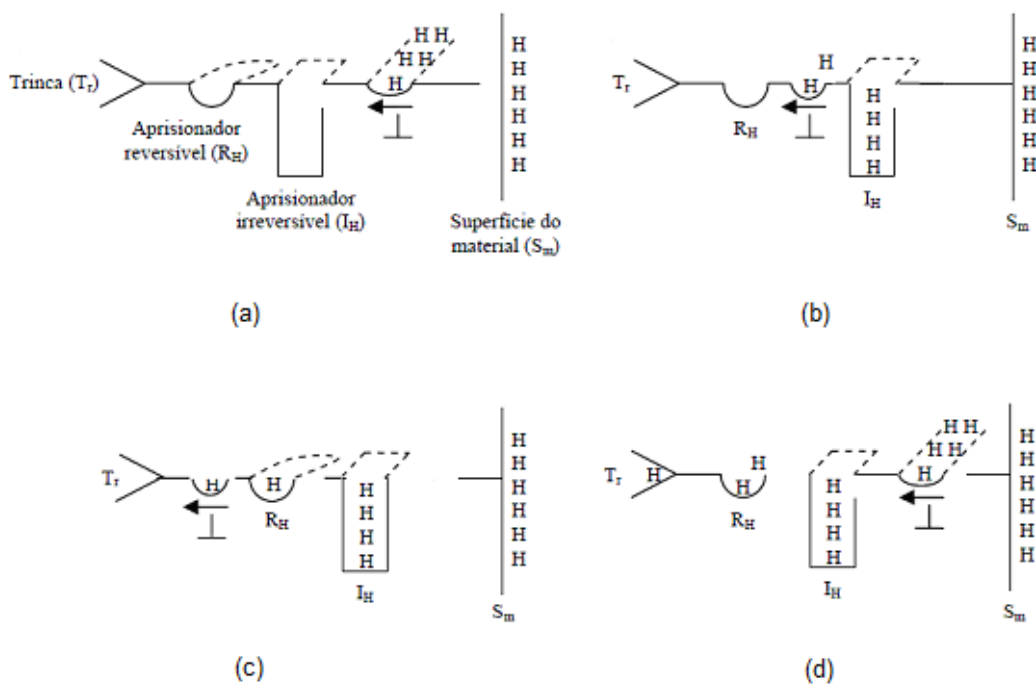 H H
H H
H
H
H
H
H
H
H
Trinca (Tr)
Aprisionador
reversível (RH)
Aprisionador
irreversível (IH)
Superfície do
material (Sm)
(a)
Tr
H
H
RH
H
H
H
H
IH
H
H
H
H
H
H
Sm
(b)
Tr
H
H
RH
H
H
H
H
IH
H
H
H
H
H
H
Sm
(c)
Tr
H
H
H
RH
H
H
H
H
IH
H H
H H
H
H
H
H
H
H
H
Sm
(d)